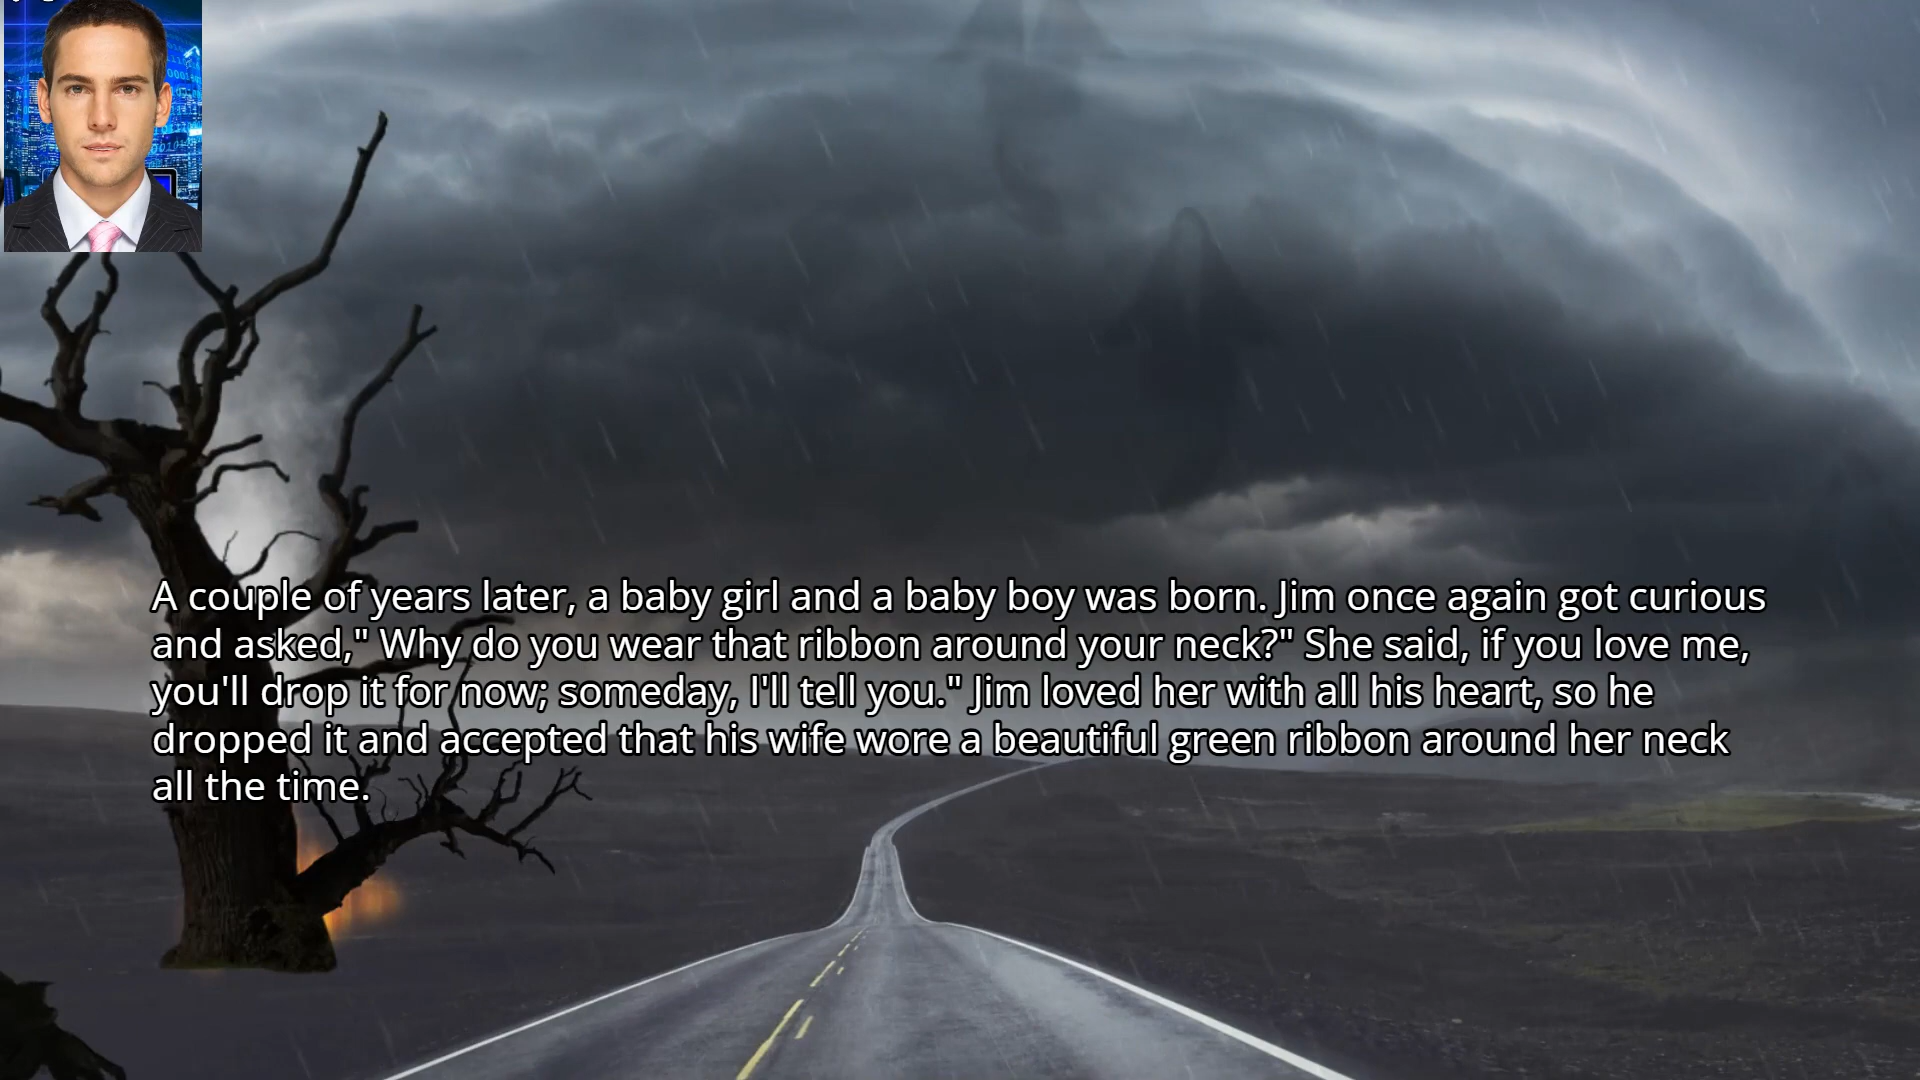 A couple of years later, a baby girl and a baby boy was born. Jim once again got curious
and asked," Why do you wear that ribbon around your neck?" She said, if you love me,
you'll drop it for now; someday, I'll tell you." Jim loved her with all his heart, so he
dropped it and accepted that his wife wore a beautiful green ribbon around her neck
all the time.